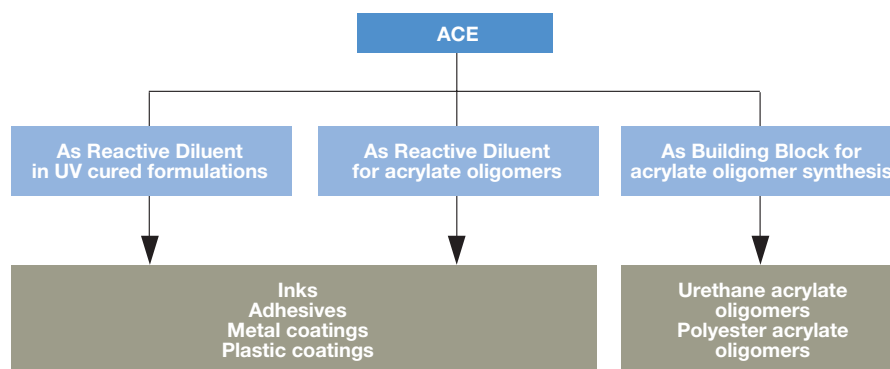 ACE
As Reactive Diluent
in UV cured formulations
As Reactive Diluent
for acrylate oligomers
As Building Block for
acrylate oligomer synthesis
Inks
Adhesives
Metal coatings
Plastic coatings
Urethane acrylate
oligomers
Polyester acrylate
oligomers